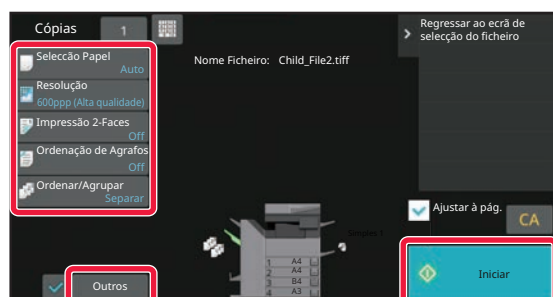 Cópias
1
Regressar ao ecrã de
selecção do ficheiro
Selecção Papel
Auto
Nome Ficheiro: Child_File2.tiff
Resolução
600ppp (Alta qualidade)
Impressão 2-Faces
Off
Ordenação de Agrafos
Off
Ordenar/Agrupar
Separar
Ajustar à pág.
CA
1 A4
2 A4
3 B4
4 A3
Outros
Iniciar